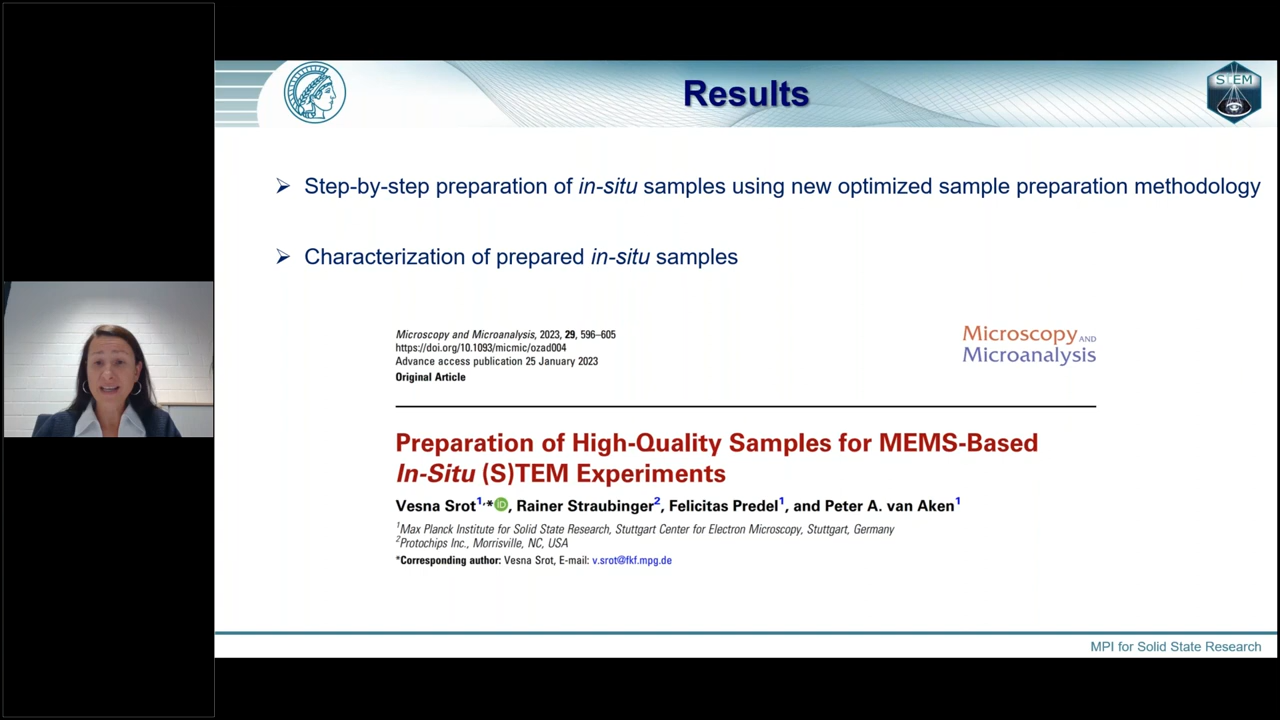 Results
STEM
Step-by-step preparation of in-situ samples using new optimized sample preparation methodology
Characterization of prepared in-situ samples
Microscopy and Microanalysis, 2023, 29, 596–605
https://doi.org/10.1093/micmic/ozad004
Advance access publication 25 January 2023
Original Article
Microscopy AND
Microanalysis
Preparation of High-Quality Samples for MEMS-Based
In-Situ (S)TEM Experiments
Vesna Srot1,*iD, Rainer Straubinger2, Felicitas Predel1, and Peter A. van Aken1
1Max Planck Institute for Solid State Research, Stuttgart Center for Electron Microscopy, Stuttgart, Germany
2Protochips Inc., Morrisville, NC, USA
*Corresponding author: Vesna Srot, E-mail: v.srot@fkf.mpg.de
MPI for Solid State Research